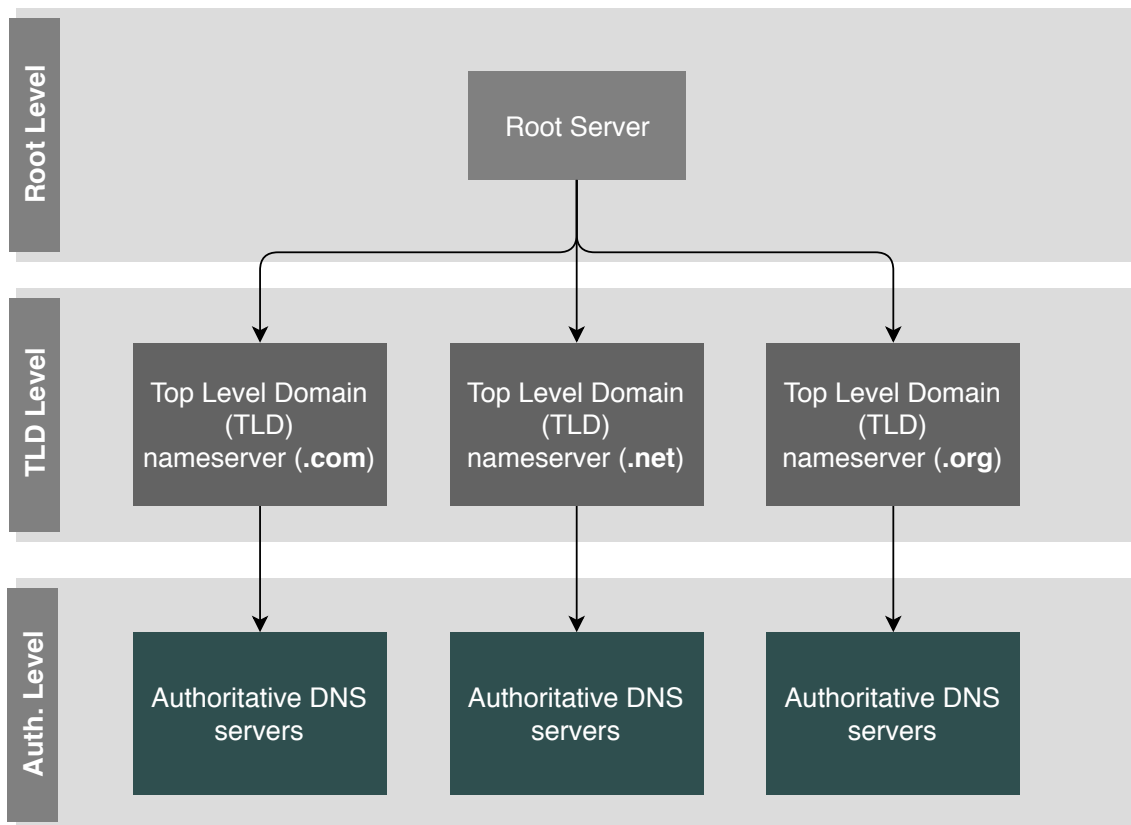 Root Level
Root Server
TLD Level
Top Level Domain
(TLD)
nameserver (.com)
Top Level Domain
(TLD)
nameserver (.net)
Top Level Domain
(TLD)
nameserver (.org)
Auth. Level
Authoritative DNS
servers
Authoritative DNS
servers
Authoritative DNS
servers